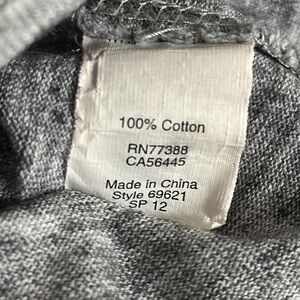 100% Cotton
RN77388
CA56445
Made in China
Style 69621
SP 12